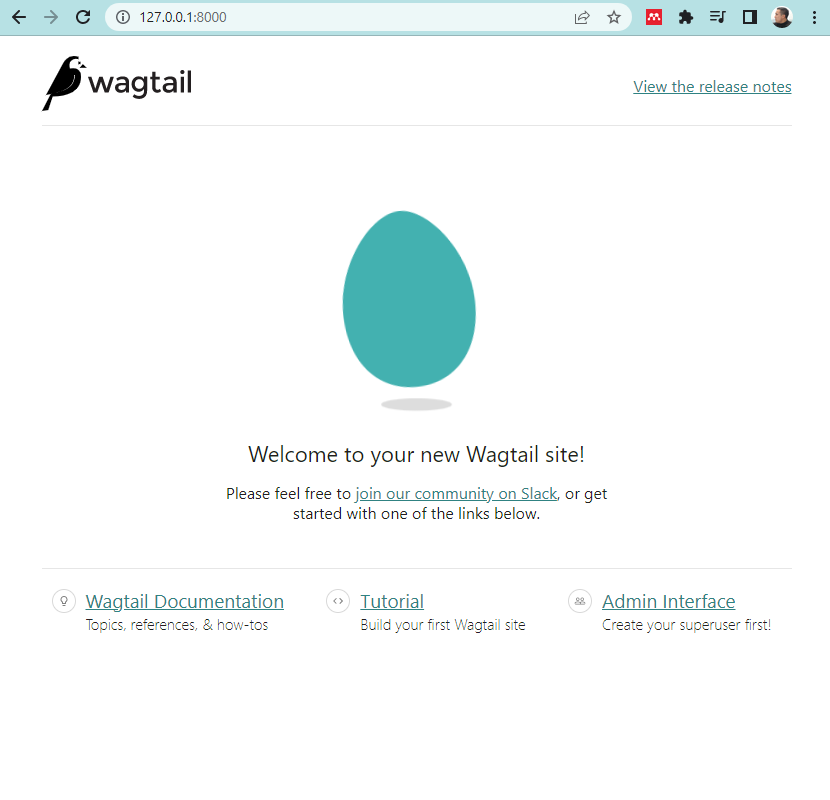 127.0.0.1:8000
wagtail
View the release notes
Welcome to your new Wagtail site!
Please feel free to join our community on Slack, or get
started with one of the links below.
Wagtail Documentation
Topics, references, & how-tos
Tutorial
Build your first Wagtail site
Admin Interface
Create your superuser first!